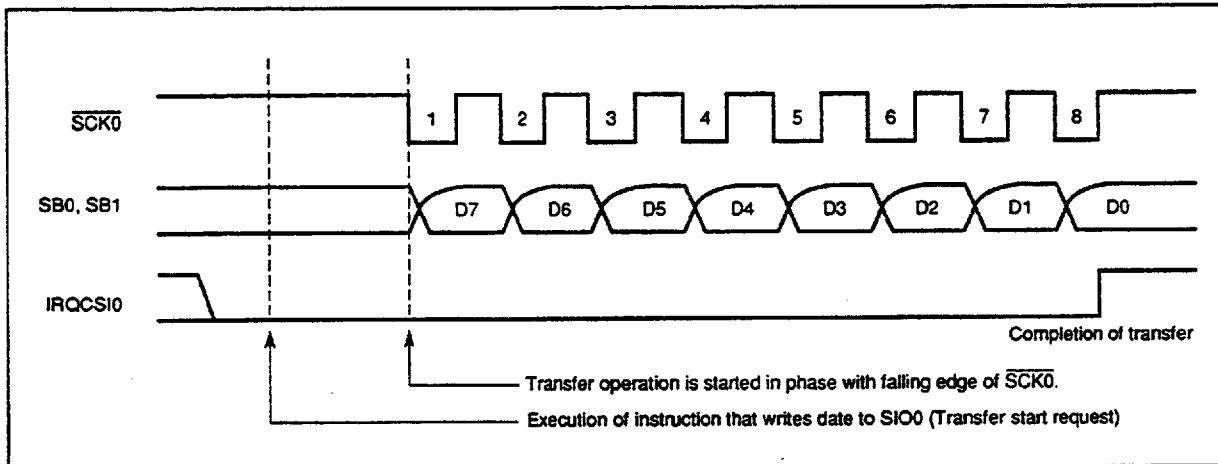 SCK0
1 2 3 4 5 6 7 8
SB0, SB1
D7 D6 D5 D4 D3 D2 D1 D0
IRQCSI0
Completion of transfer
Transfer operation is started in phase with falling edge of SCK0.
Execution of instruction that writes date to SIO0 (Transfer start request)